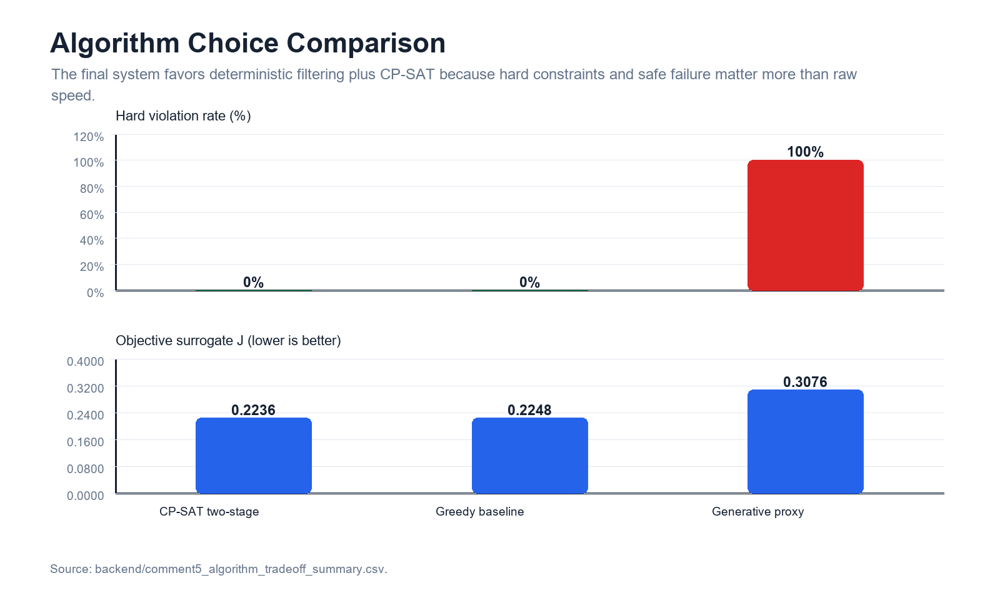 Algorithm Choice Comparison
The final system favors deterministic filtering plus CP-SAT because hard constraints and safe failure matter more than raw
speed.
Hard violation rate (%)
120%
100%
80%
60%
40%
20%
0%
0%
0%
100%
Objective surrogate J (lower is better)
0.4000
0.3200
0.2400
0.1600
0.0800
0.0000
0.2236
0.2248
0.3076
CP-SAT two-stage
Greedy baseline
Generative proxy
Source: backend/comment5_algorithm_tradeoff_summary.csv.